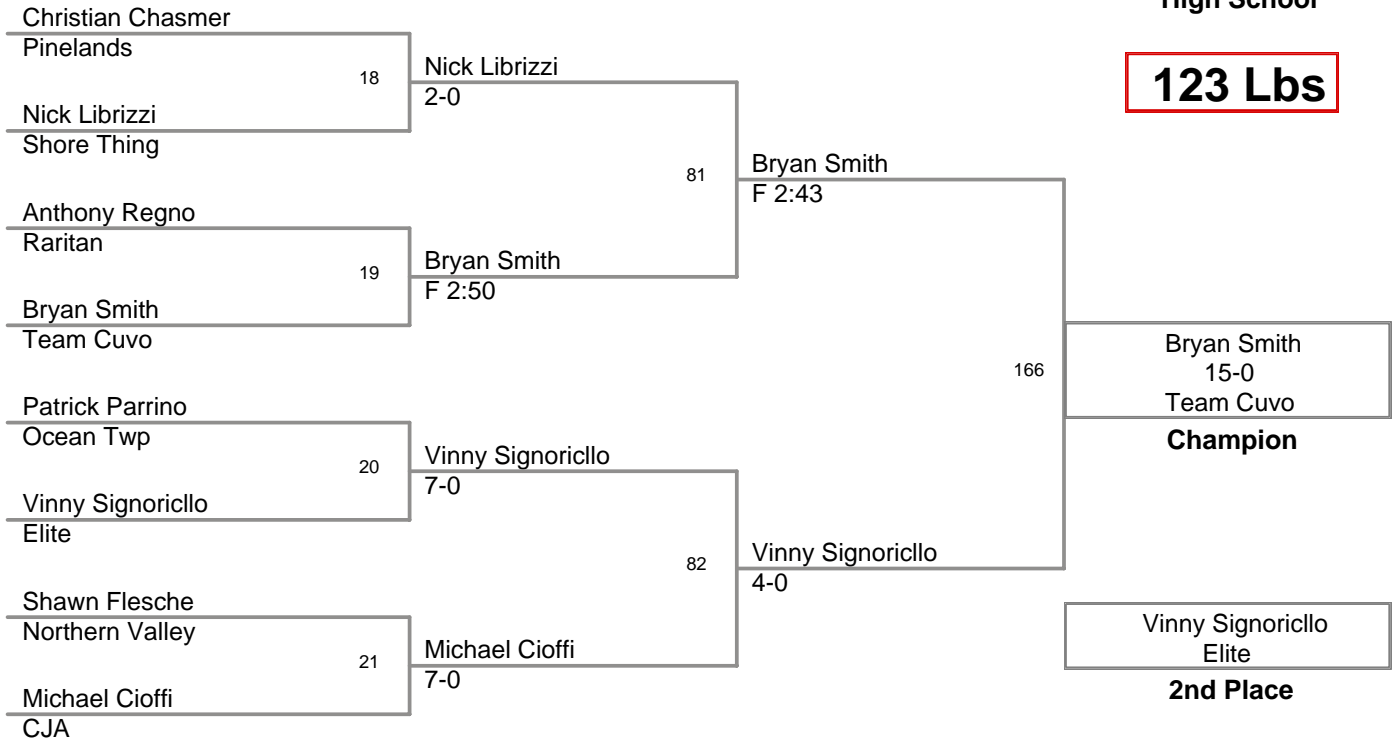 High School
123 Lbs
Christian Chasmer
Pinelands
18
Nick Librizzi
Shore Thing
Nick Librizzi
2-0
81
Anthony Regno
Raritan
19
Bryan Smith
Team Cuvo
Bryan Smith
F 2:50
Bryan Smith
F 2:43
166
Patrick Parrino
Ocean Twp
20
Vinny Signoricllo
Elite
Vinny Signoricllo
7-0
82
Shawn Flesche
Northern Valley
21
Michael Cioffi
CJA
Michael Cioffi
7-0
Vinny Signoricllo
4-0
Bryan Smith
15-0
Team Cuvo
Champion
Vinny Signoricllo
Elite
2nd Place